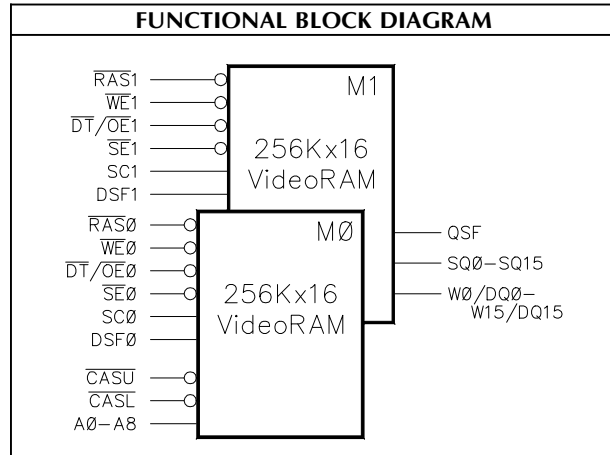 FUNCTIONAL BLOCK DIAGRAM
RAS1
WE1
DT/OE1
SE1
SC1
DSF1
M1
256Kx16
VideoRAM
RASØ
WEØ
DT/OEØ
SEØ
SCØ
DSFØ
CASU
CASL
AØ-A8
MØ
256Kx16
VideoRAM
QSF
SQØ-SQ15
WØ/DQØ-
W15/DQ15